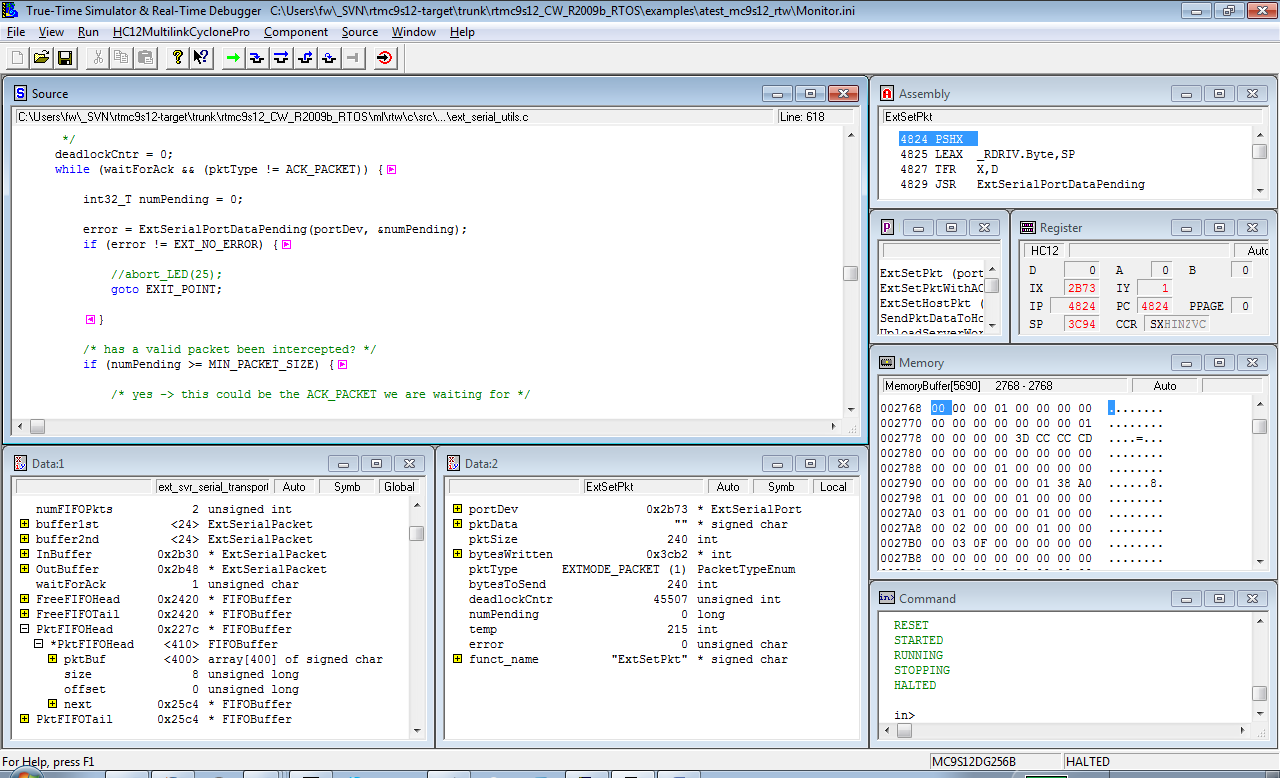 True-Time Simulator & Real-Time Debugger C:\Users\fw\_SVN\rtmc9s12-target\trunk\rtmc9s12_CW_R2009b_RTOS\examples\atest_mc9s12_rtw\Monitor.ini
File View Run HC12MultilinkCyclonePro Component Source Window Help
Source
C:\Users\fw\_SVN\rtmc9s12-target\trunk\rtmc9s12_CW_R2009b_RTOS\ml\rtw\c\src\...\ext_serial_utils.c Line: 618
*/
deadlockCntr = 0;
while (waitForAck && (pktType != ACK_PACKET)) {
int32_T numPending = 0;
error = ExtSerialPortDataPending(portDev, &numPending);
if (error != EXT_NO_ERROR) {
//abort_LED(25);
goto EXIT_POINT;
}
/* has a valid packet been intercepted? */
if (numPending >= MIN_PACKET_SIZE) {
/* yes -> this could be the ACK_PACKET we are waiting for */
Assembly
ExtSetPkt
4824 PSHX
4825 LEAX _RDRIV.Byte,SP
4827 TFR X,D
4829 JSR ExtSerialPortDataPending
P
ExtSetPkt (port
ExtSetPktWithAC
ExtSetHostPkt (
SendPktDataToHo
UploadServerWor
Register
HC12 Auto
D 0 A 0 B 0
IX 2B73 IY 1
IP 4824 PC 4824 PPAGE 0
SP 3C94 CCR SXHINZVC
Memory
MemoryBuffer[5690] 2768 - 2768 Auto
002768 00 00 00 01 00 00 00 00 ........
002770 00 00 00 00 00 00 00 01 ........
002778 00 00 00 00 3D CC CC CD ....=...
002780 00 00 00 00 00 00 00 00 ........
002788 00 00 00 01 00 00 00 00 ........
002790 00 00 00 00 00 01 38 A0 ......8.
002798 01 00 00 00 01 00 00 00 ........
0027A0 03 01 00 00 00 01 00 00 ........
0027A8 00 02 00 00 00 01 00 00 ........
0027B0 00 03 0F 00 00 00 00 00 ........
0027B8 00 00 00 00 00 00 00 00 ........
Data:1
ext_svr_serial_transport Auto Symb Global
numFIFOPkts 2 unsigned int
buffer1st <24> ExtSerialPacket
buffer2nd <24> ExtSerialPacket
InBuffer 0x2b30 * ExtSerialPacket
OutBuffer 0x2b48 * ExtSerialPacket
waitForAck 1 unsigned char
FreeFIFOHead 0x2420 * FIFOBuffer
FreeFIFOTail 0x2420 * FIFOBuffer
PktFIFOHead 0x227c * FIFOBuffer
*PktFIFOHead <410> FIFOBuffer
pktBuf <400> array[400] of signed char
size 8 unsigned long
offset 0 unsigned long
next 0x25c4 * FIFOBuffer
PktFIFOTail 0x25c4 * FIFOBuffer
Data:2
ExtSetPkt Auto Symb Local
portDev 0x2b73 * ExtSerialPort
pktData "" * signed char
pktSize 240 int
bytesWritten 0x3cb2 * int
pktType EXTMODE_PACKET (1) PacketTypeEnum
bytesToSend 240 int
deadlockCntr 45507 unsigned int
numPending 0 long
temp 215 int
error 0 unsigned char
funct_name "ExtSetPkt" * signed char
Command
RESET
STARTED
RUNNING
STOPPING
HALTED
in>
For Help, press F1 MC9S12DG256B HALTED